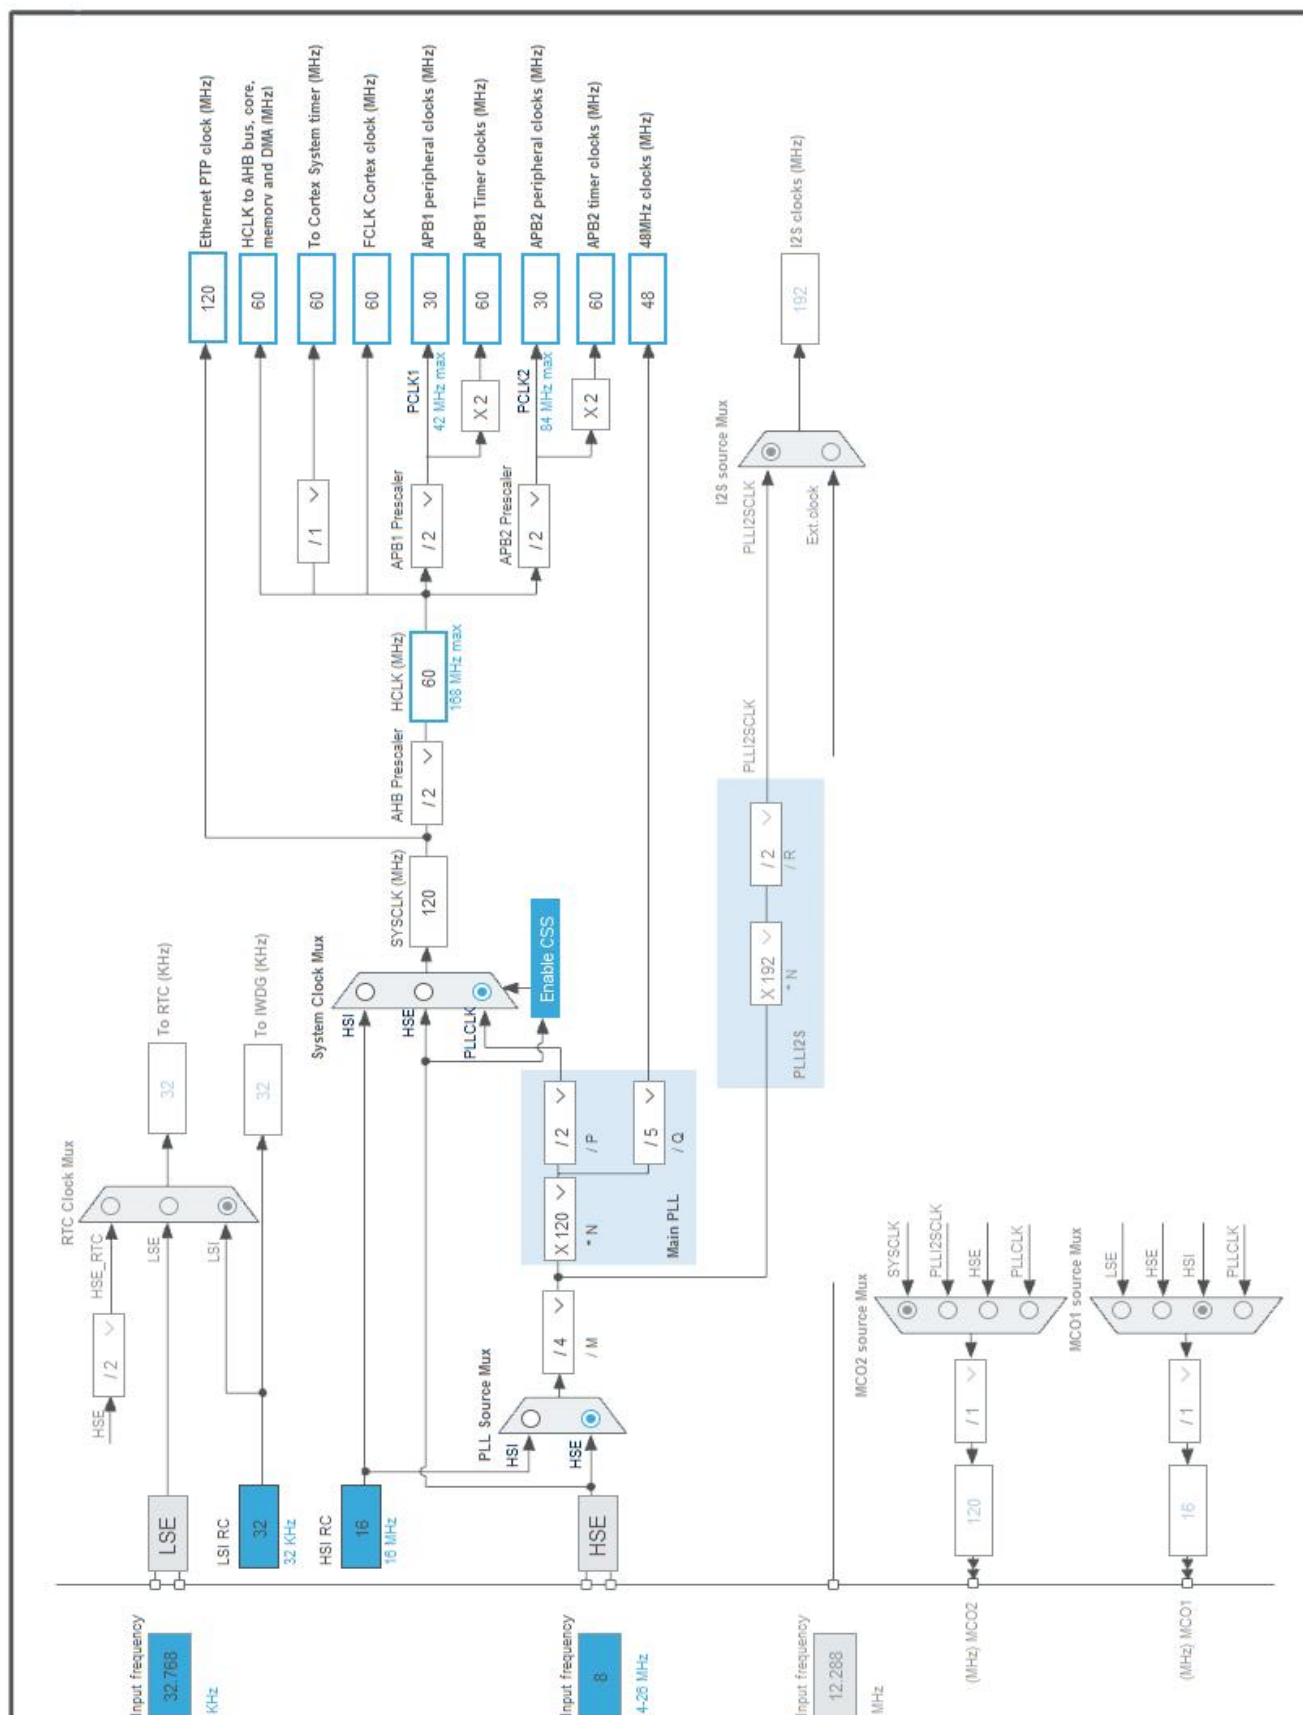 Input frequency
32.768
KHz
LSE
LSI RC
32
32 KHz
HSE
/ 2
HSE_RTC
LSE
LSI
RTC Clock Mux
32
To RTC (KHz)
32
To IWDG (KHz)
HSI RC
16
16 MHz
Input frequency
8
4-26 MHz
HSE
PLL Source Mux
HSI
HSE
/ 4
/ M
X 120
* N
/ 2
/ P
/ 5
/ Q
Main PLL
System Clock Mux
HSI
HSE
PLLCLK
Enable CSS
SYSCLK (MHz)
120
AHB Prescaler
/ 2
HCLK (MHz)
60
168 MHz max
/ 1
APB1 Prescaler
/ 2
PCLK1
42 MHz max
X 2
APB2 Prescaler
/ 2
PCLK2
84 MHz max
X 2
120
Ethernet PTP clock (MHz)
60
HCLK to AHB bus, core,
memory and DMA (MHz)
60
To Cortex System timer (MHz)
60
FCLK Cortex clock (MHz)
30
APB1 peripheral clocks (MHz)
60
APB1 Timer clocks (MHz)
30
APB2 peripheral clocks (MHz)
60
APB2 timer clocks (MHz)
48
48MHz clocks (MHz)
PLLI2S
X 192
* N
/ 2
/ R
PLLI2SCLK
PLLI2SCLK
Ext.clock
I2S source Mux
192
I2S clocks (MHz)
Input frequency
12.288
MHz
(MHz) MCO2
120
/ 1
MCO2 source Mux
SYSCLK
PLLI2SCLK
HSE
PLLCLK
(MHz) MCO1
16
/ 1
MCO1 source Mux
LSE
HSE
HSI
PLLCLK